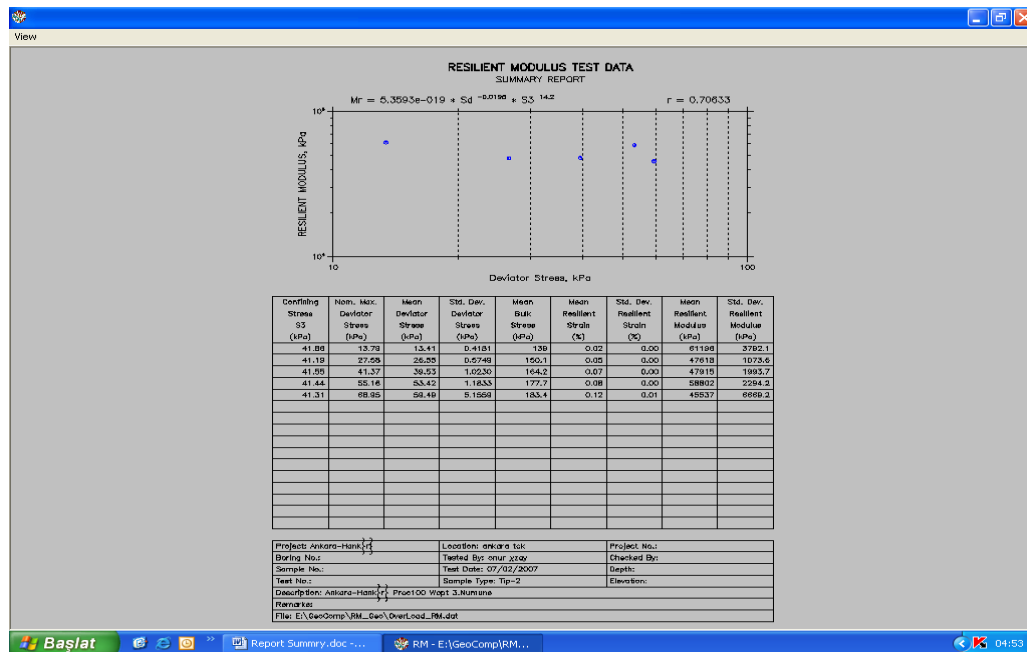 View
RESILIENT MODULUS TEST DATA
SUMMARY REPORT
Mr = 5.3593e-019 * Sd -0.0196 * S3 14.2 r = 0.70633
RESILIENT MODULUS, kPa
10 100
Deviator Stress, kPa
Confining Stress S3 (kPa) Nom. Max. Deviator Stress (kPa) Mean Deviator Stress (kPa) Std. Dev. Deviator Stress (kPa) Mean Bulk Stress (kPa) Mean Resilient Strain (%) Std. Dev. Resilient Strain (%) Mean Resilient Modulus (kPa) Std. Dev. Resilient Modulus (kPa)
41.86 13.79 13.41 0.4181 139 0.02 0.00 61196 3792.1
41.19 27.58 26.55 0.5749 150.1 0.05 0.00 47618 1073.6
41.55 41.37 39.53 1.0230 164.2 0.07 0.00 47915 1993.7
41.44 55.16 53.42 1.1833 177.7 0.08 0.00 58802 2294.2
41.31 68.95 59.49 5.1559 183.4 0.12 0.01 45537 6669.2
Project: Ankara-Hank}r{ Location: ankara tck Project No.:
Boring No.: Tested By: onur Checked By:
Sample No.: Test Date: 07/02/2007 Depth:
Test No.: Sample Type: Tip-2 Elevation:
Description: Ankara-Hank}r} Proc100 Wopt 3.Numune
Remarks:
File: E:\GeoComp\RM_Geo\OverLoad_RM.dat
Başlat Report Summry.doc -... RM - E:\GeoComp\RM... 04:53